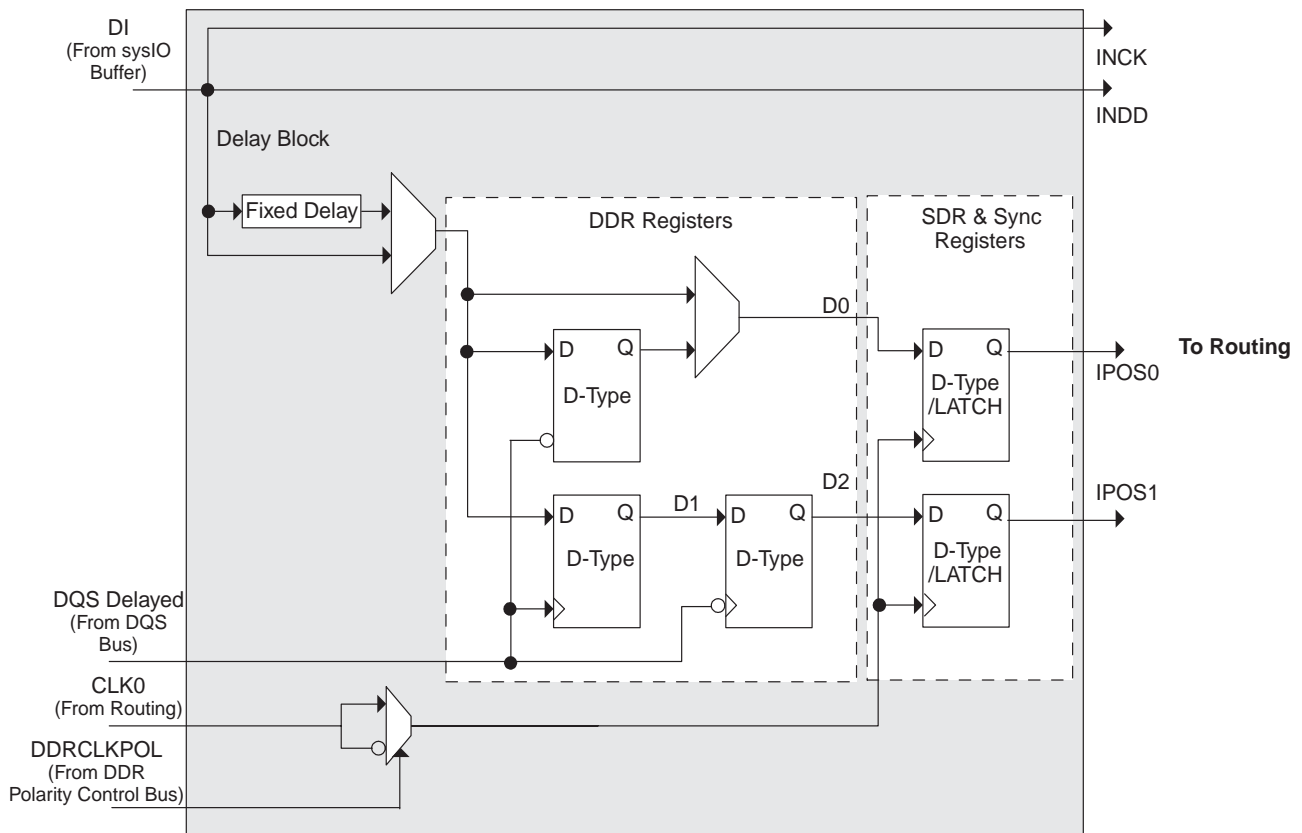 DI
(From sysIO
Buffer)
INCK
INDD
Delay Block
Fixed Delay
DDR Registers
SDR & Sync
Registers
D0
D Q
D-Type
D Q
D-Type
/LATCH
To Routing
IPOS0
D Q
D-Type
D1
D Q
D-Type
D2
D Q
D-Type
/LATCH
IPOS1
DQS Delayed
(From DQS
Bus)
CLK0
(From Routing)
DDRCLKPOL
(From DDR
Polarity Control Bus)